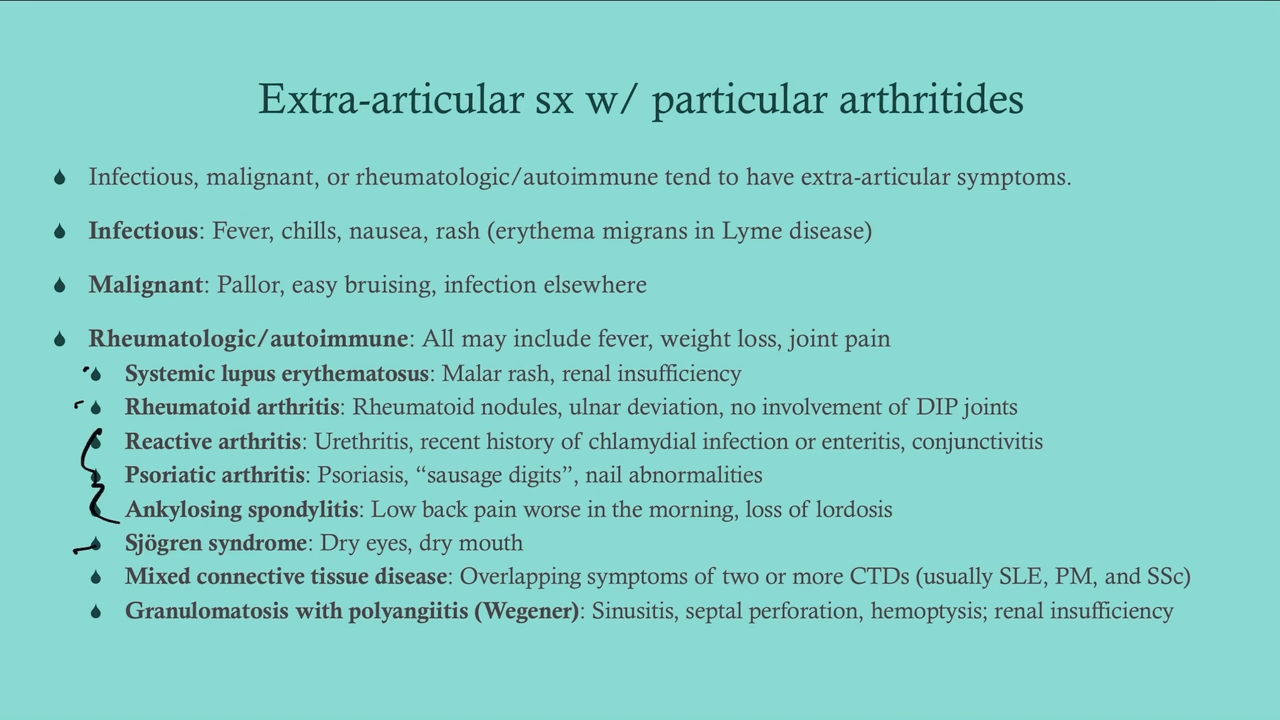 Extra-articular sx w/ particular arthritides
Infectious, malignant, or rheumatologic/autoimmune tend to have extra-articular symptoms.
Infectious: Fever, chills, nausea, rash (erythema migrans in Lyme disease)
Malignant: Pallor, easy bruising, infection elsewhere
Rheumatologic/autoimmune: All may include fever, weight loss, joint pain
Systemic lupus erythematosus: Malar rash, renal insufficiency
Rheumatoid arthritis: Rheumatoid nodules, ulnar deviation, no involvement of DIP joints
Reactive arthritis: Urethritis, recent history of chlamydial infection or enteritis, conjunctivitis
Psoriatic arthritis: Psoriasis, “sausage digits”, nail abnormalities
Ankylosing spondylitis: Low back pain worse in the morning, loss of lordosis
Sjögren syndrome: Dry eyes, dry mouth
Mixed connective tissue disease: Overlapping symptoms of two or more CTDs (usually SLE, PM, and SSc)
Granulomatosis with polyangiitis (Wegener): Sinusitis, septal perforation, hemoptysis; renal insufficiency